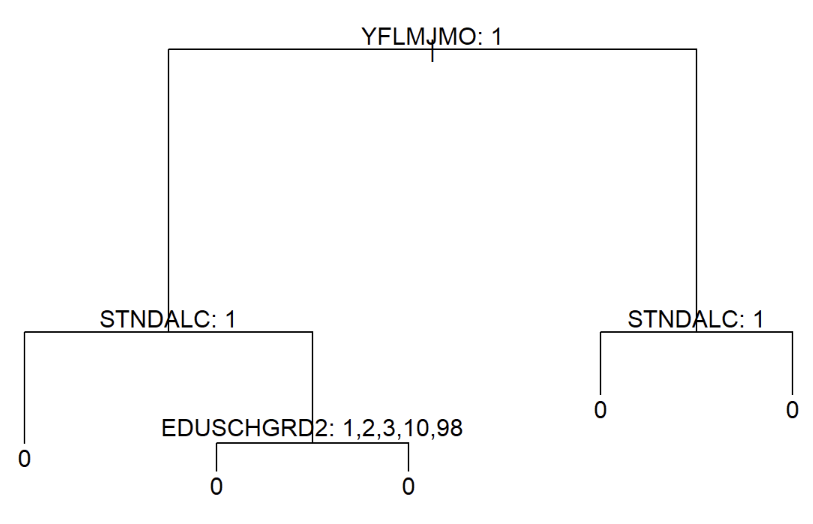 YFLMJMO: 1
STNDALC: 1
STNDALC: 1
0
0
EDUSCHGRD2: 1,2,3,10,98
0
0
0